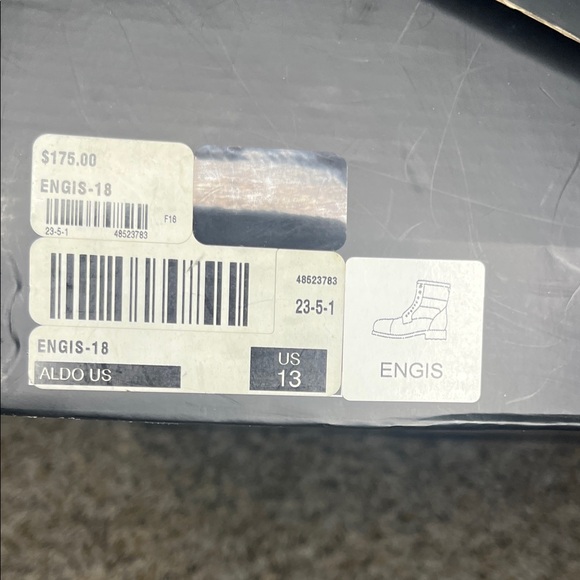 $175.00
ENGIS-18
F18
23-5-1 48523783
48523783
23-5-1
ENGIS-18
ALDO US
US
13
ENGIS